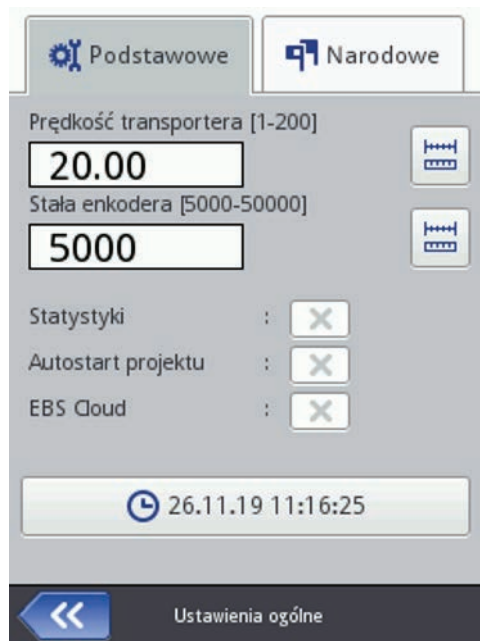 Podstawowe
Narodowe
Prędkość transportera [1-200]
20.00
Stała enkodera [5000-50000]
5000
Statystyki :
Autostart projektu :
EBS Cloud :
26.11.19 11:16:25
Ustawienia ogólne